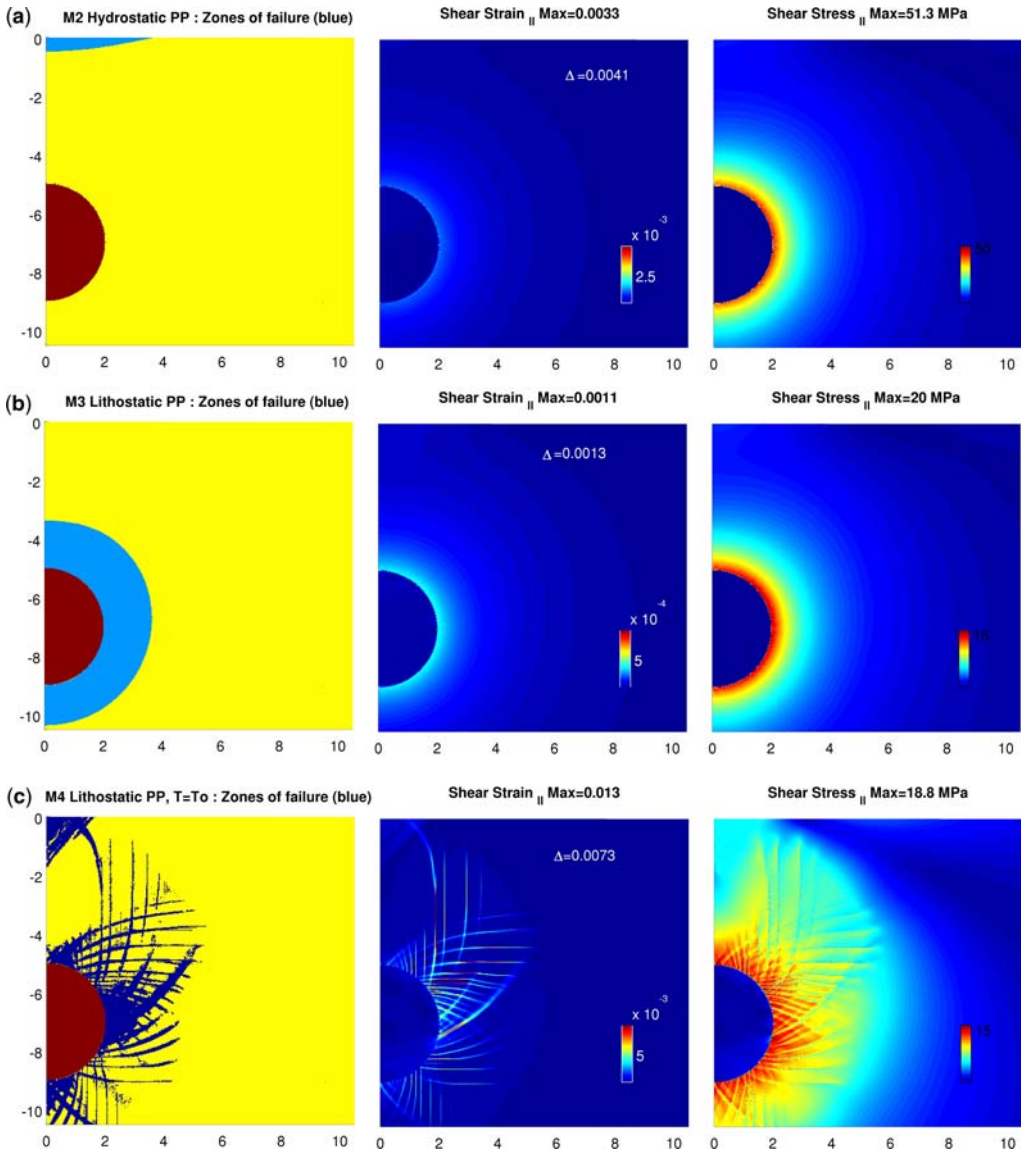 (a)
M2 Hydrostatic PP : Zones of failure (blue)
Shear Strain II Max=0.0033
Shear Stress II Max=51.3 MPa
0
-2
-4
-6
-8
-10
0 2 4 6 8 10
Δ=0.0041
x 10 -3
2.5
0 2 4 6 8 10
50
0 2 4 6 8 10
(b)
M3 Lithostatic PP : Zones of failure (blue)
Shear Strain II Max=0.0011
Shear Stress II Max=20 MPa
0
-2
-4
-6
-8
-10
0 2 4 6 8 10
Δ=0.0013
x 10 -4
5
0 2 4 6 8 10
15
0 2 4 6 8 10
(c)
M4 Lithostatic PP, T=To : Zones of failure (blue)
Shear Strain II Max=0.013
Shear Stress II Max=18.8 MPa
0
-2
-4
-6
-8
-10
0 2 4 6 8 10
Δ=0.0073
x 10 -3
5
0 2 4 6 8 10
15
0 2 4 6 8 10